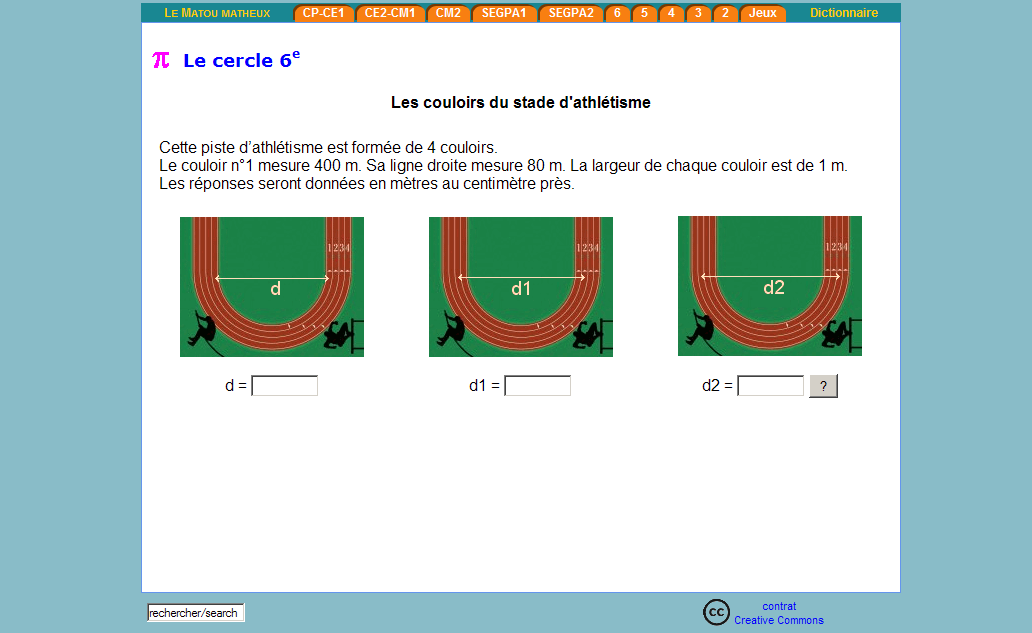 LE MATOU MATHEUX CP-CE1 CE2-CM1 CM2 SEGPA1 SEGPA2 6 5 4 3 2 Jeux Dictionnaire
π Le cercle 6e
Les couloirs du stade d'athlétisme
Cette piste d'athlétisme est formée de 4 couloirs.
Le couloir n°1 mesure 400 m. Sa ligne droite mesure 80 m. La largeur de chaque couloir est de 1 m.
Les réponses seront données en mètres au centimètre près.
1234 1234 1234
d d1 d2
d = d1 = d2 = ?
rechercher/search
cc contrat
Creative Commons